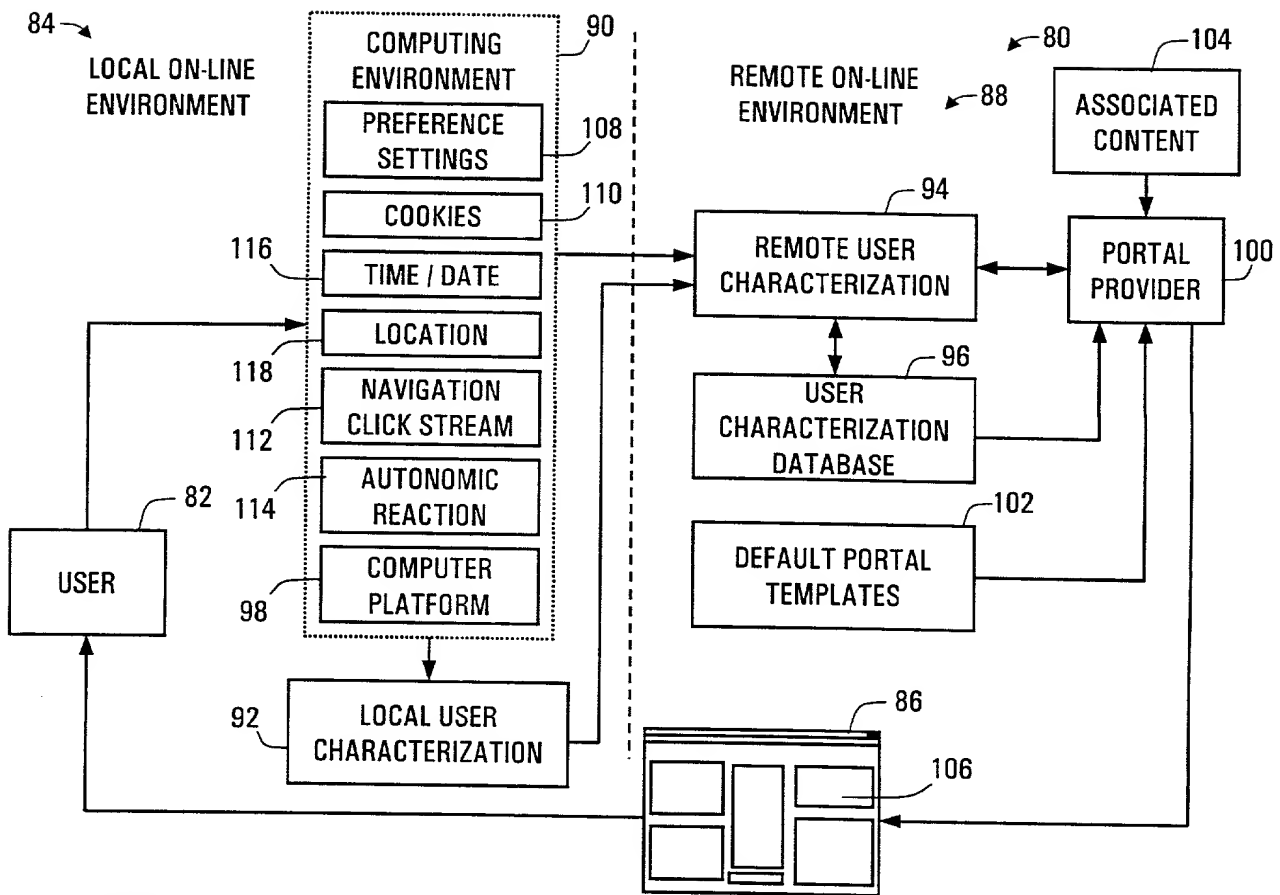 84
LOCAL ON-LINE
ENVIRONMENT
90
COMPUTING
ENVIRONMENT
PREFERENCE
SETTINGS
108
COOKIES
110
116
TIME / DATE
LOCATION
118
NAVIGATION
CLICK STREAM
112
AUTONOMIC
REACTION
114
COMPUTER
PLATFORM
98
82
USER
92
LOCAL USER
CHARACTERIZATION
80
REMOTE ON-LINE
ENVIRONMENT
88
104
ASSOCIATED
CONTENT
94
REMOTE USER
CHARACTERIZATION
PORTAL
PROVIDER
100
96
USER
CHARACTERIZATION
DATABASE
102
DEFAULT PORTAL
TEMPLATES
86
106